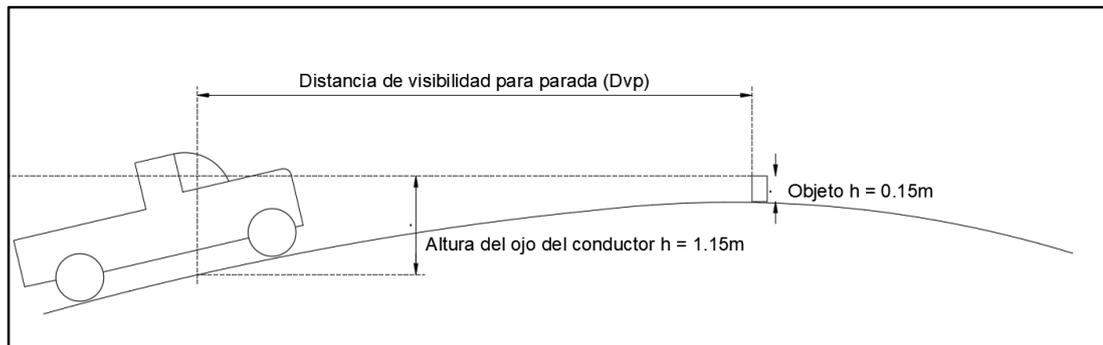 Distancia de visibilidad para parada (Dvp)
Objeto h = 0.15m
Altura del ojo del conductor h = 1.15m